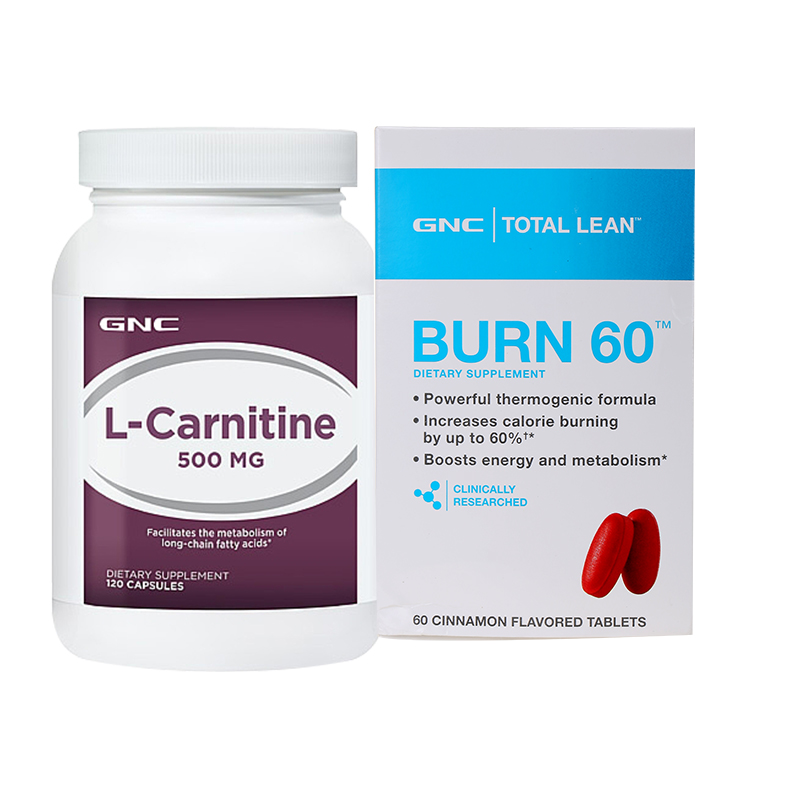 GNC
L-Carnitine
500 MG
Facilitates the metabolism of
long-chain fatty acids*
DIETARY SUPPLEMENT
120 CAPSULES
GNC | TOTAL LEAN™
BURN 60™
DIETARY SUPPLEMENT
• Powerful thermogenic formula
• Increases calorie burning
by up to 60%†*
• Boosts energy and metabolism*
CLINICALLY
RESEARCHED
60 CINNAMON FLAVORED TABLETS